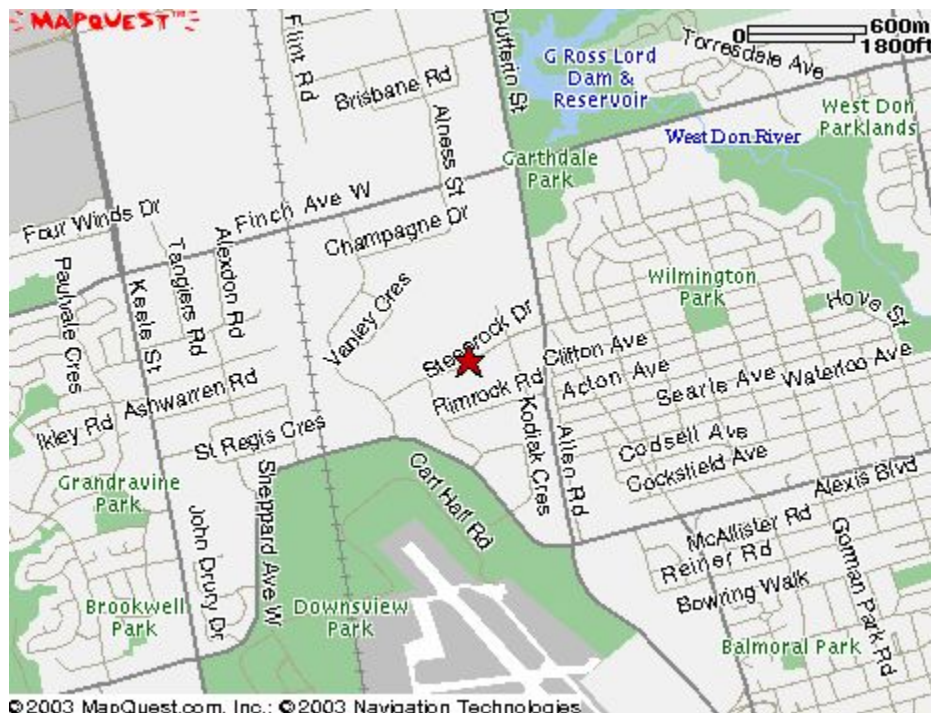 MAPQUEST
TM
0 600m
1800ft
Flint Rd
Dufferin St
G Ross Lord
Dam &
Reservoir
Torresdale Ave
Brisbane Rd
Alness St
West Don
Parklands
West Don River
Garthdale
Park
Finch Ave W
Four Winds Dr
Champagne Dr
Tangiers Rd
Alexdon Rd
Paulvale Cres
Keele St
Vanley Cres
Wilmington
Park
Hove St
Steeprock Dr
Clifton Ave
Acton Ave
Searle Ave
Waterloo Ave
Rimrock Rd
Kodiak Cres
Allen Rd
Ashwarren Rd
Ikley Rd
St Regis Cres
Codsell Ave
Cocksfield Ave
Alexis Blvd
Sheppard Ave W
Carl Hall Rd
Grandravine
Park
John Drury Dr
McAllister Rd
Reiner Rd
Bowring Walk
Gorman Park Rd
Brookwell
Park
Downsview
Park
Balmoral Park
©2003 MapQuest.com, Inc.; ©2003 Navigation Technologies